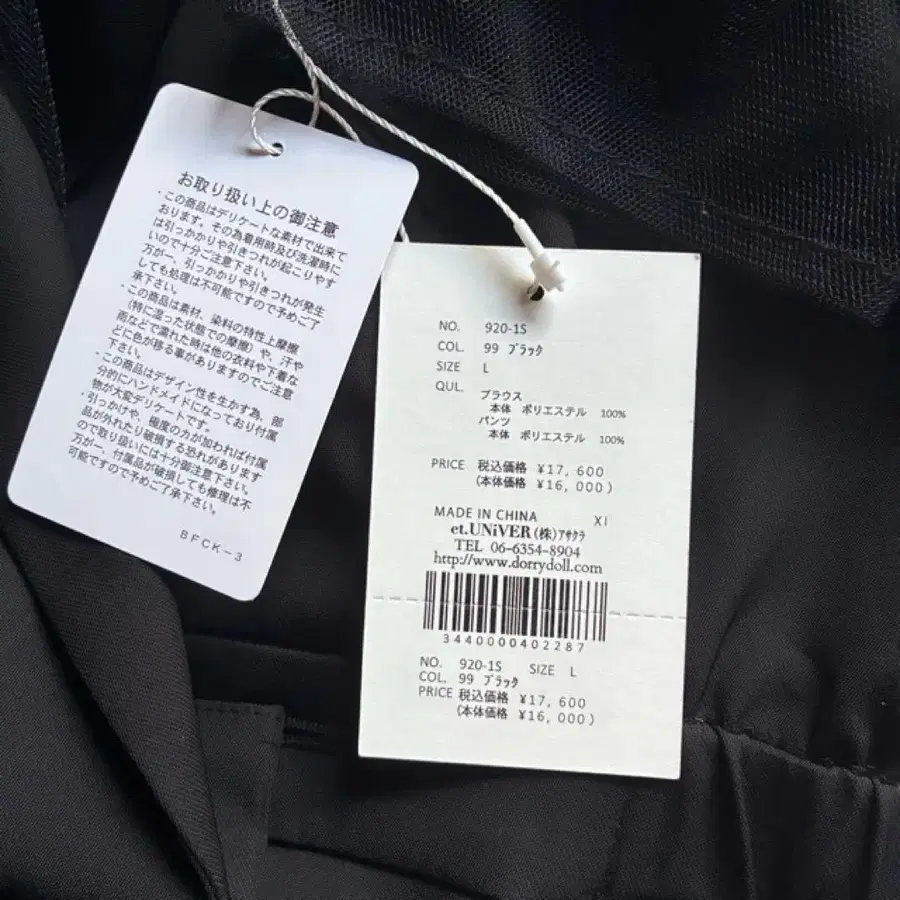 お取り扱い上の御注意
・この商品はデリケートな素材で出来て
おります。その為着用時及び洗濯時に
は引っかかりや引きつれが起こりやす
いので十分ご注意下さい。
万が一、引っかかりや引きつれが発生
しても処理は不可能ですので予めご了
承下さい。
・この商品は素材、染料の特性上摩擦
(特に湿った状態での摩擦)や、汗や
雨などで濡れた時は他の衣料や下着な
どに色が移る事がありますのでご注意
下さい。
・この商品はデザイン性を生かす為、部
分的にハンドメイドになっており付属
物が大変デリケートです。
・引っかけや、極度の力が加われば付属
品が外れたり破損する恐れがあります
ので取り扱いには十分御注意下さい。
万が一、付属品が破損しても修理は不
可能ですので予めご了承下さい。
BFCK-3
NO. 920-1S
COL. 99 ブラック
SIZE L
QUL. ブラウス
本体 ポリエステル 100%
パンツ
本体 ポリエステル 100%
PRICE 税込価格 ¥17,600
(本体価格 ¥16,000)
MADE IN CHINA XI
et.UNiVER(株)アサクラ
TEL 06-6354-8904
http://www.dorrydoll.com
3440000402287
NO. 920-1S SIZE L
COL. 99 ブラック
PRICE 税込価格 ¥17,600
(本体価格 ¥16,000)